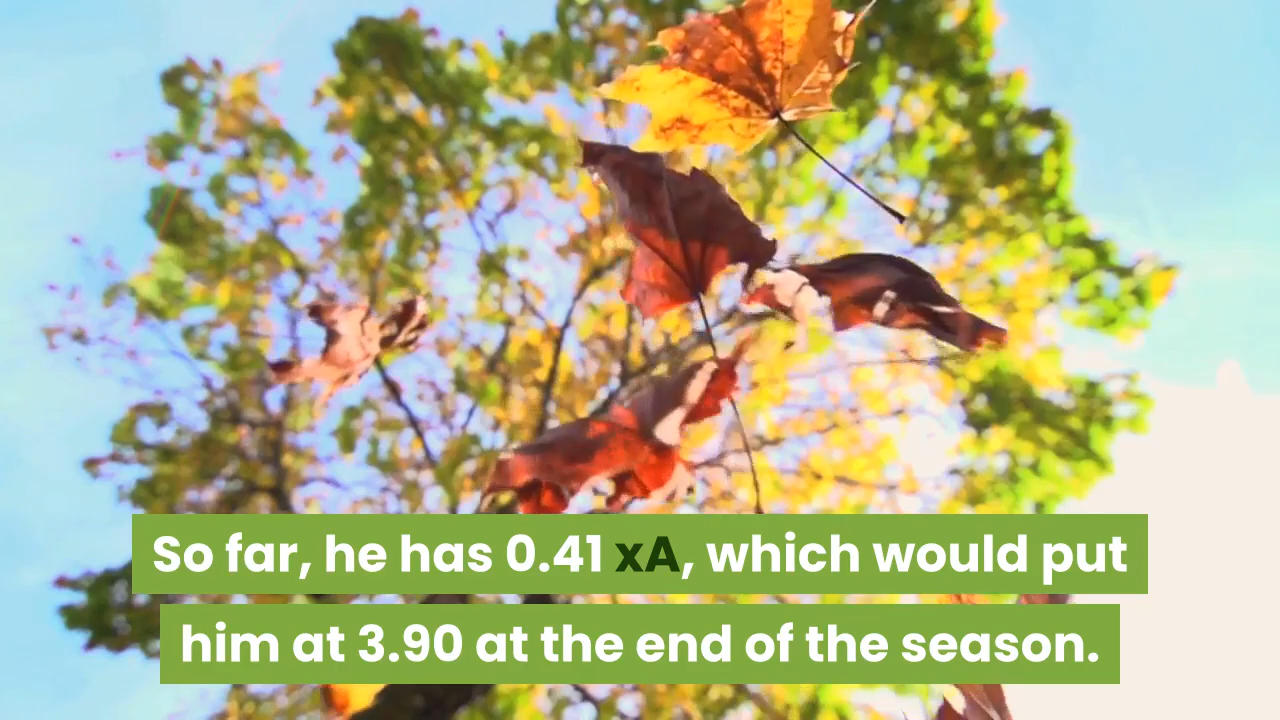 So far, he has 0.41 xA, which would put
him at 3.90 at the end of the season.